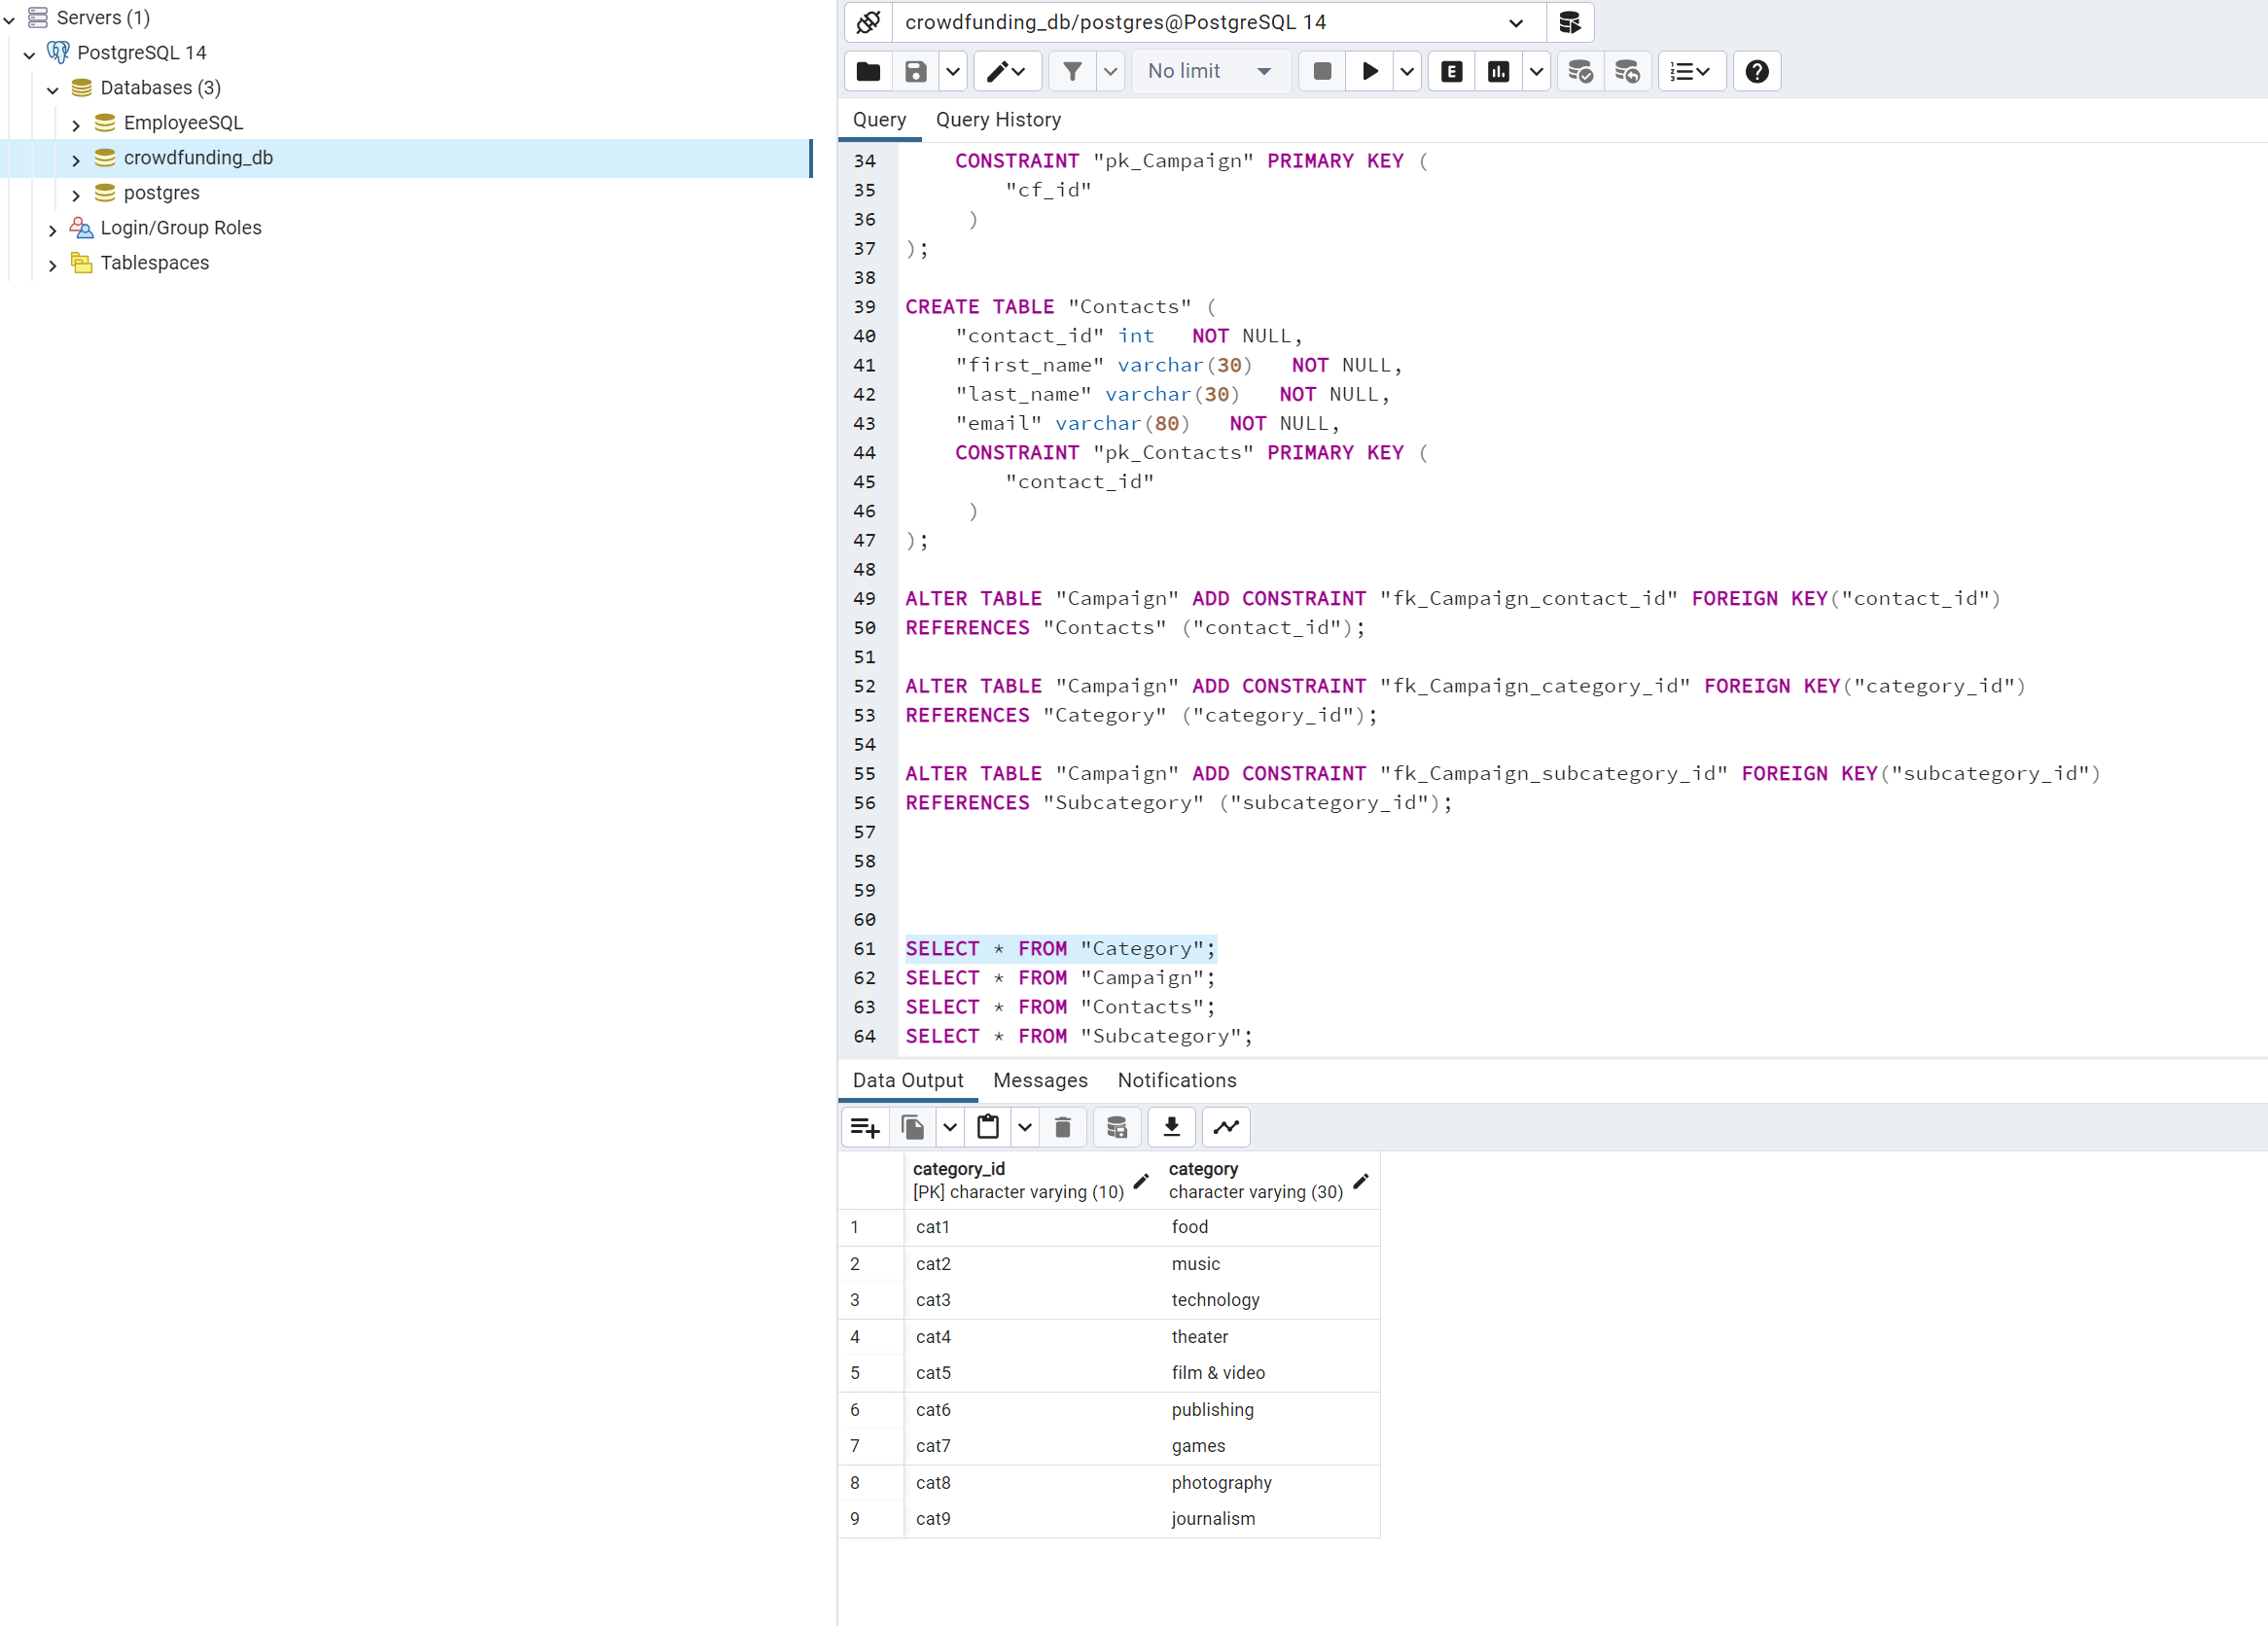 Servers (1)
PostgreSQL 14
Databases (3)
EmployeeSQL
crowdfunding_db
postgres
Login/Group Roles
Tablespaces
crowdfunding_db/postgres@PostgreSQL 14
No limit
E
Query Query History
34 CONSTRAINT "pk_Campaign" PRIMARY KEY (
35 "cf_id"
36 )
37 );
38
39 CREATE TABLE "Contacts" (
40 "contact_id" int NOT NULL,
41 "first_name" varchar(30) NOT NULL,
42 "last_name" varchar(30) NOT NULL,
43 "email" varchar(80) NOT NULL,
44 CONSTRAINT "pk_Contacts" PRIMARY KEY (
45 "contact_id"
46 )
47 );
48
49 ALTER TABLE "Campaign" ADD CONSTRAINT "fk_Campaign_contact_id" FOREIGN KEY("contact_id")
50 REFERENCES "Contacts" ("contact_id");
51
52 ALTER TABLE "Campaign" ADD CONSTRAINT "fk_Campaign_category_id" FOREIGN KEY("category_id")
53 REFERENCES "Category" ("category_id");
54
55 ALTER TABLE "Campaign" ADD CONSTRAINT "fk_Campaign_subcategory_id" FOREIGN KEY("subcategory_id")
56 REFERENCES "Subcategory" ("subcategory_id");
57
58
59
60
61 SELECT * FROM "Category";
62 SELECT * FROM "Campaign";
63 SELECT * FROM "Contacts";
64 SELECT * FROM "Subcategory";
Data Output Messages Notifications
category_id category
[PK] character varying (10) character varying (30)
1 cat1 food
2 cat2 music
3 cat3 technology
4 cat4 theater
5 cat5 film & video
6 cat6 publishing
7 cat7 games
8 cat8 photography
9 cat9 journalism